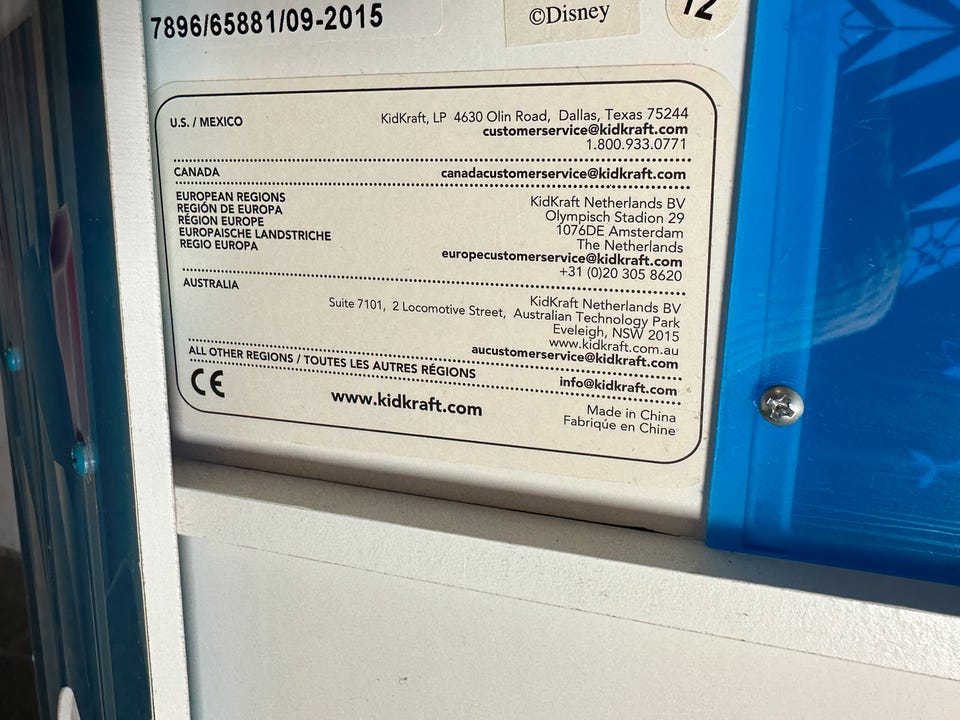 7896/65881/09-2015
©Disney
12
U.S. / MEXICO
KidKraft, LP 4630 Olin Road, Dallas, Texas 75244
customerservice@kidkraft.com
1.800.933.0771
CANADA
canadacustomerservice@kidkraft.com
EUROPEAN REGIONS
REGIÓN DE EUROPA
RÉGION EUROPE
EUROPAISCHE LANDSTRICHE
REGIO EUROPA
KidKraft Netherlands BV
Olympisch Stadion 29
1076DE Amsterdam
The Netherlands
europecustomerservice@kidkraft.com
+31 (0)20 305 8620
AUSTRALIA
KidKraft Netherlands BV
Suite 7101, 2 Locomotive Street, Australian Technology Park
Eveleigh, NSW 2015
www.kidkraft.com.au
aucustomerservice@kidkraft.com
ALL OTHER REGIONS / TOUTES LES AUTRES RÉGIONS
info@kidkraft.com
CE
www.kidkraft.com
Made in China
Fabriqüe en Chine